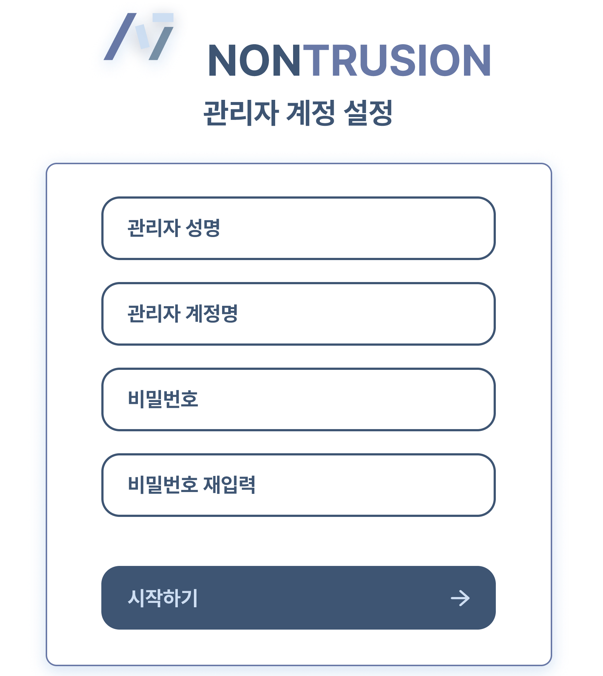 NONTRUSION
관리자 계정 설정
관리자 성명
관리자 계정명
비밀번호
비밀번호 재입력
시작하기